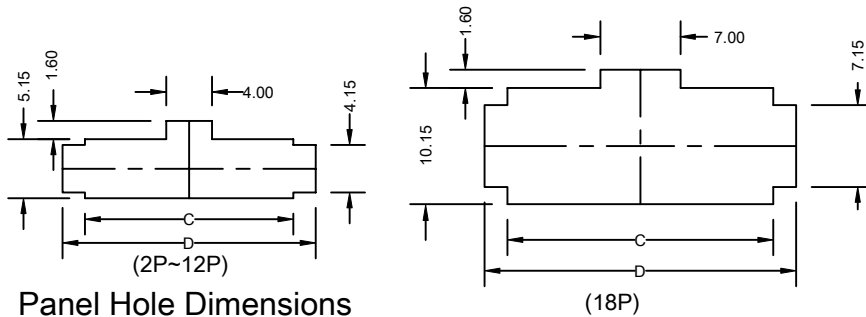 5.15
1.60
4.00
4.15
C
D
(2P~12P)
Panel Hole Dimensions
1.60
7.00
7.15
10.15
C
D
(18P)